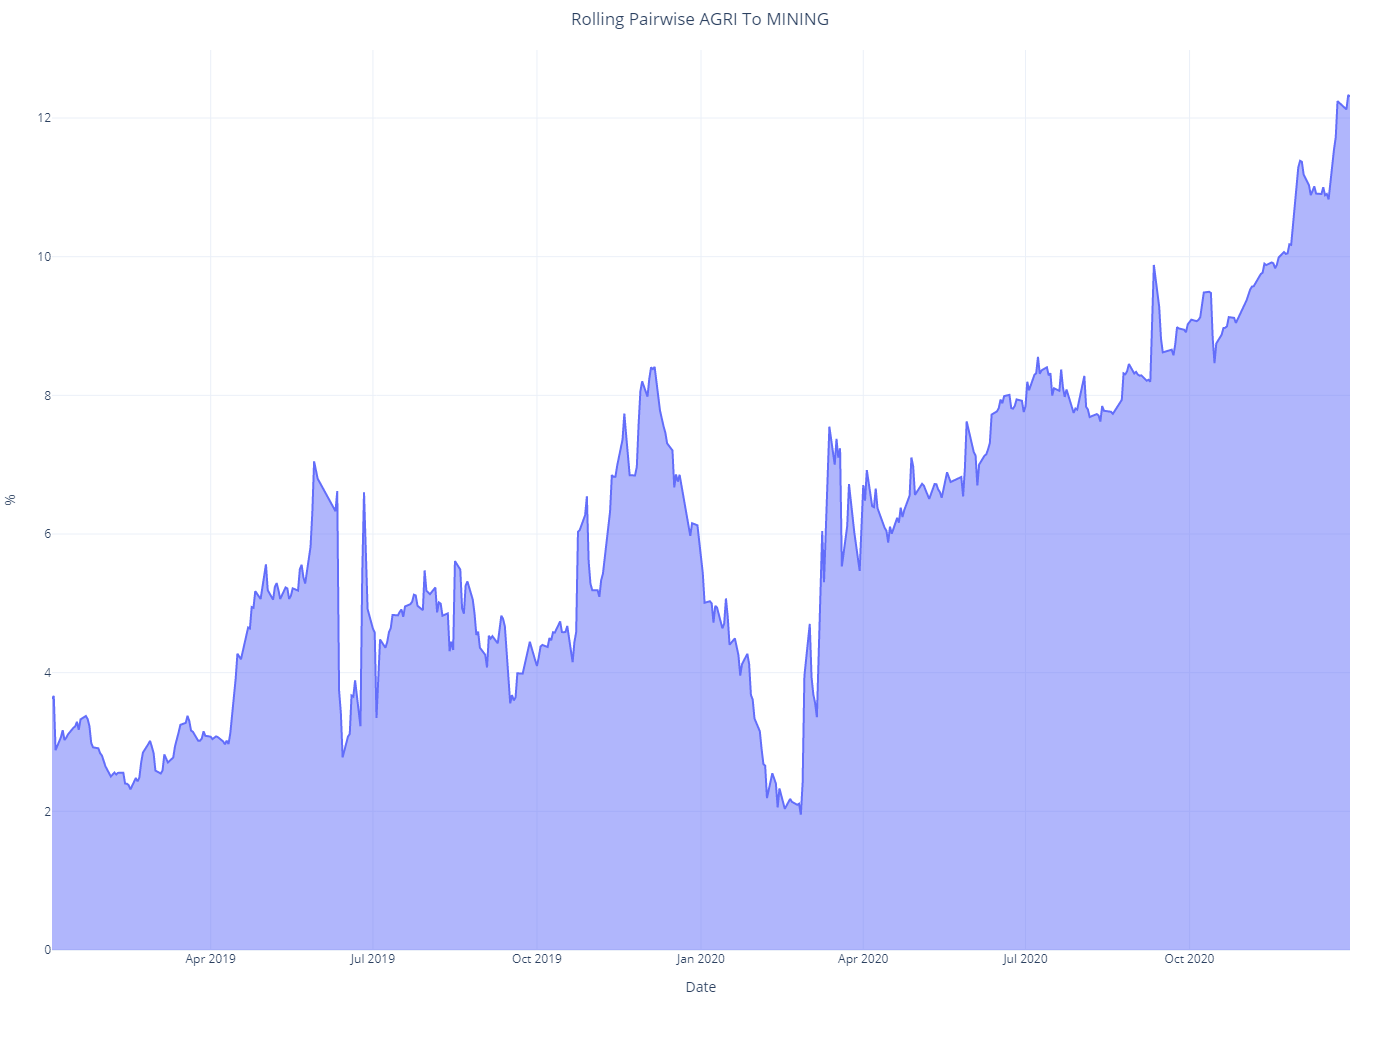 Rolling Pairwise AGRI To MINING
12
10
8
6
4
2
0
%
Apr 2019
Jul 2019
Oct 2019
Jan 2020
Apr 2020
Jul 2020
Oct 2020
Date